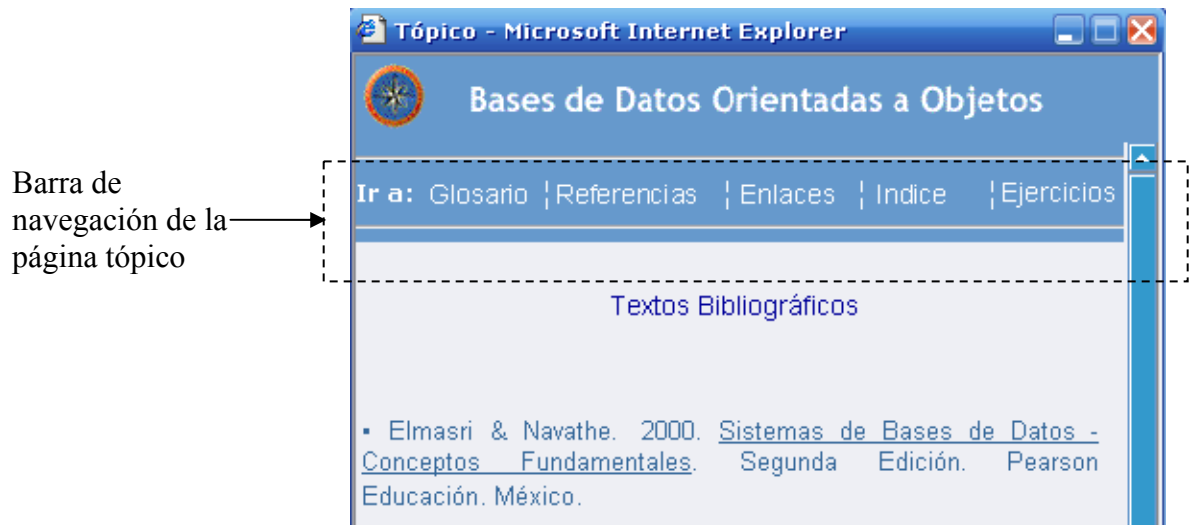 Tópico - Microsoft Internet Explorer
Bases de Datos Orientadas a Objetos
Barra de
navegación de la
página tópico
Ir a: Glosario ¦ Referencias ¦ Enlaces ¦ Indice ¦ Ejercicios
Textos Bibliográficos
▪ Elmasri & Navathe. 2000. Sistemas de Bases de Datos -
Conceptos Fundamentales. Segunda Edición. Pearson
Educación. México.